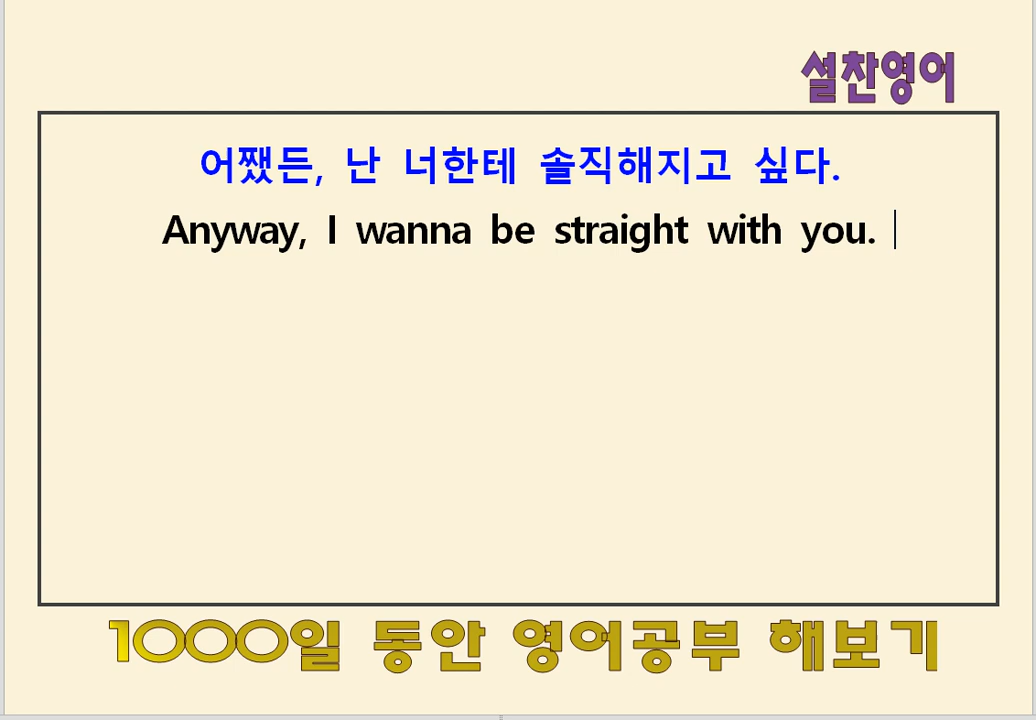 설찬영어
어쨌든, 난 너한테 솔직해지고 싶다.
Anyway, I wanna be straight with you.
1000일 동안 영어공부 해보기